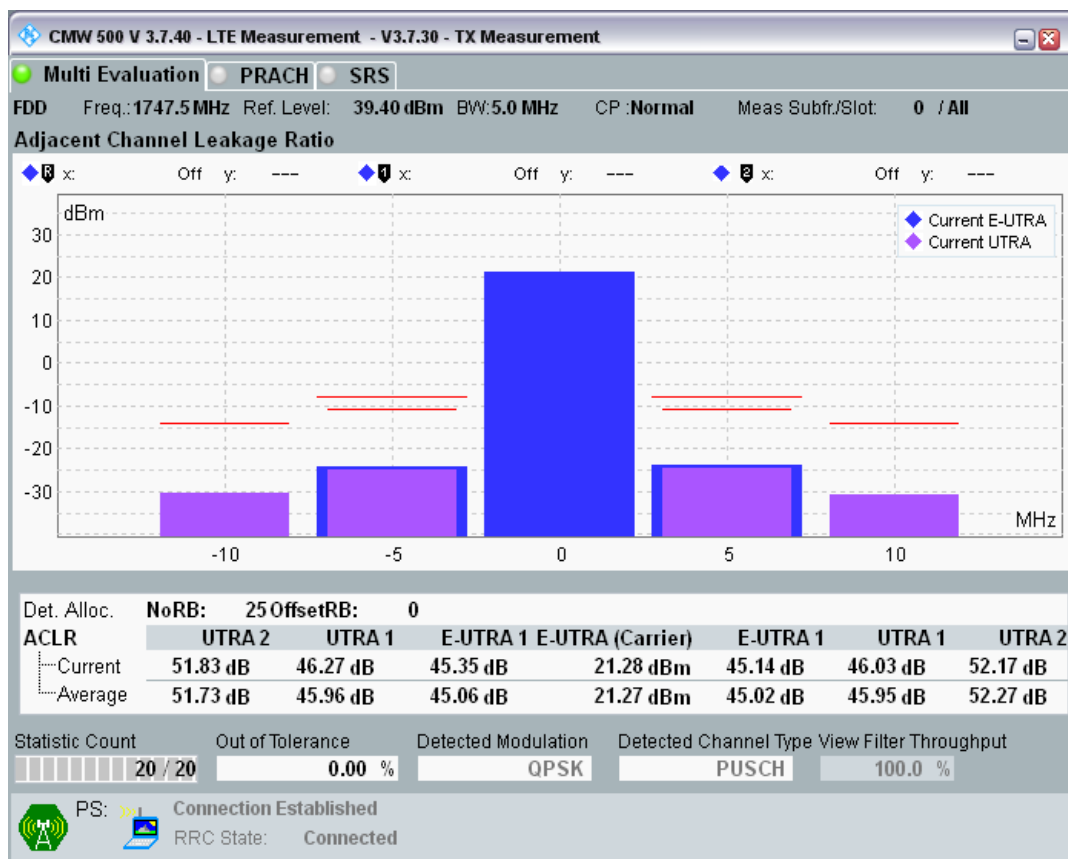 CMW 500 V 3.7.40 - LTE Measurement - V3.7.30 - TX Measurement
Multi Evaluation PRACH SRS
FDD Freq.: 1747.5 MHz Ref. Level: 39.40 dBm BW: 5.0 MHz CP : Normal Meas Subfr./Slot: 0 / All
Adjacent Channel Leakage Ratio
R x: Off y: --- 1 x: Off y: --- 2 x: Off y: ---
dBm
Current E-UTRA
Current UTRA
30
20
10
0
-10
-20
-30
MHz
-10 -5 0 5 10
Det. Alloc. NoRB: 25 OffsetRB: 0
ACLR UTRA 2 UTRA 1 E-UTRA 1 E-UTRA (Carrier) E-UTRA 1 UTRA 1 UTRA 2
Current 51.83 dB 46.27 dB 45.35 dB 21.28 dBm 45.14 dB 46.03 dB 52.17 dB
Average 51.73 dB 45.96 dB 45.06 dB 21.27 dBm 45.02 dB 45.95 dB 52.27 dB
Statistic Count Out of Tolerance Detected Modulation Detected Channel Type View Filter Throughput
20 / 20 0.00 % QPSK PUSCH 100.0 %
PS: Connection Established
RRC State: Connected